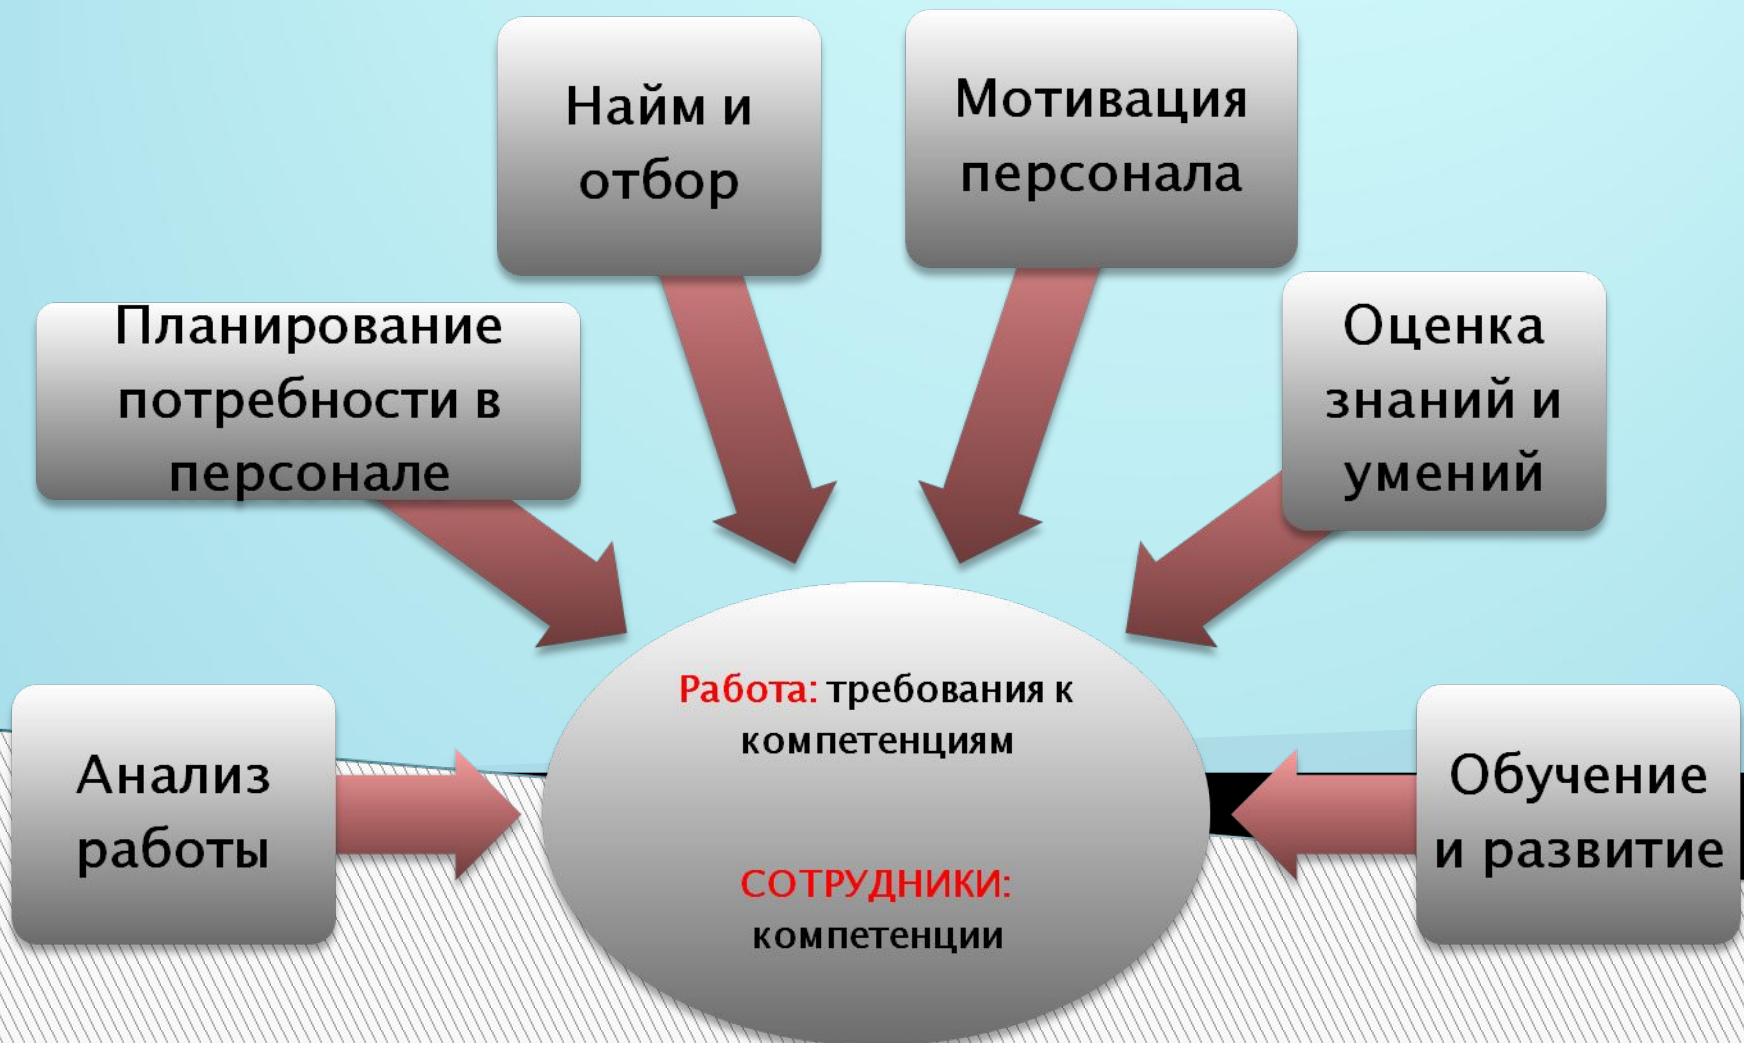 Найм и
отбор
Мотивация
персонала
Планирование
потребности в
персонале
Оценка
знаний и
умений
Анализ
работы
Работа: требования к
компетенциям
СОТРУДНИКИ:
компетенции
Обучение
и развитие